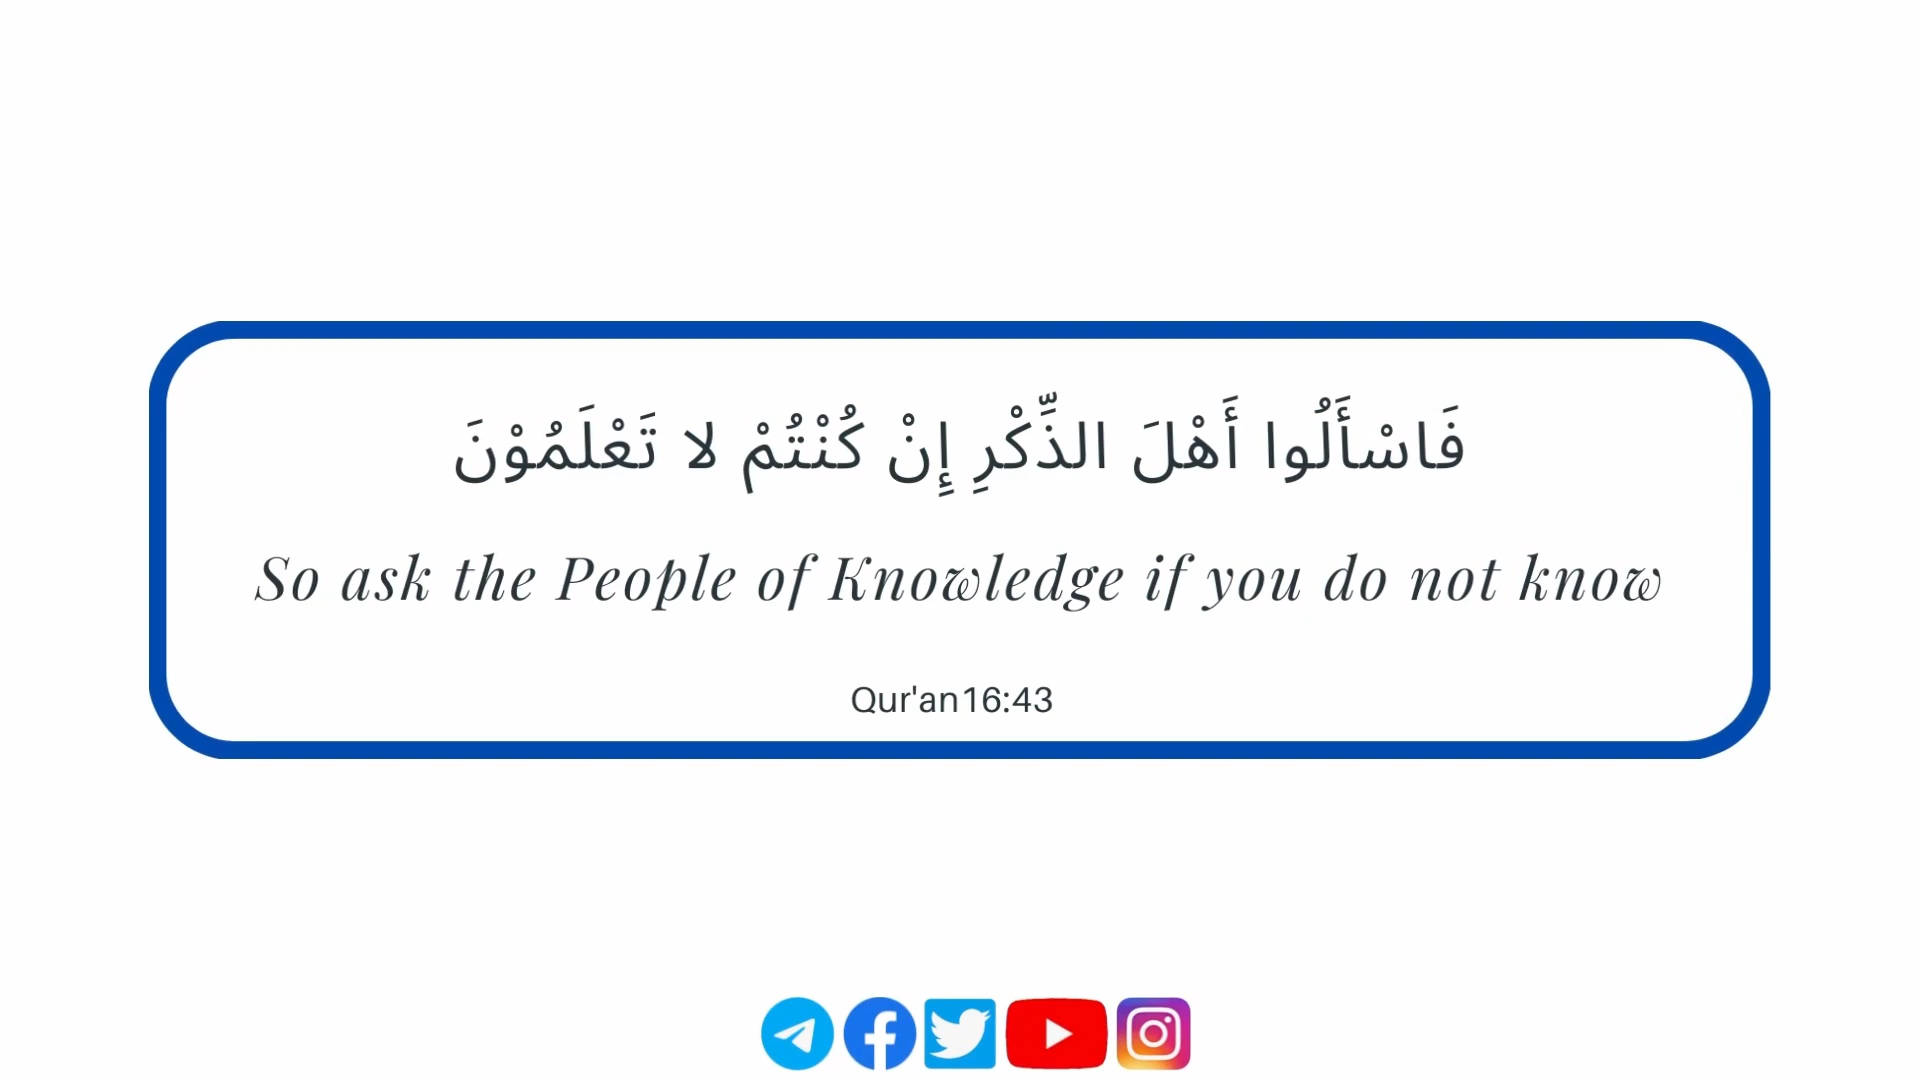 فَاسْأَلُوا أَهْلَ الذِّكْرِ إِنْ كُنْتُمْ لا تَعْلَمُوْنَ
So ask the People of Knowledge if you do not know
Qur'an16:43